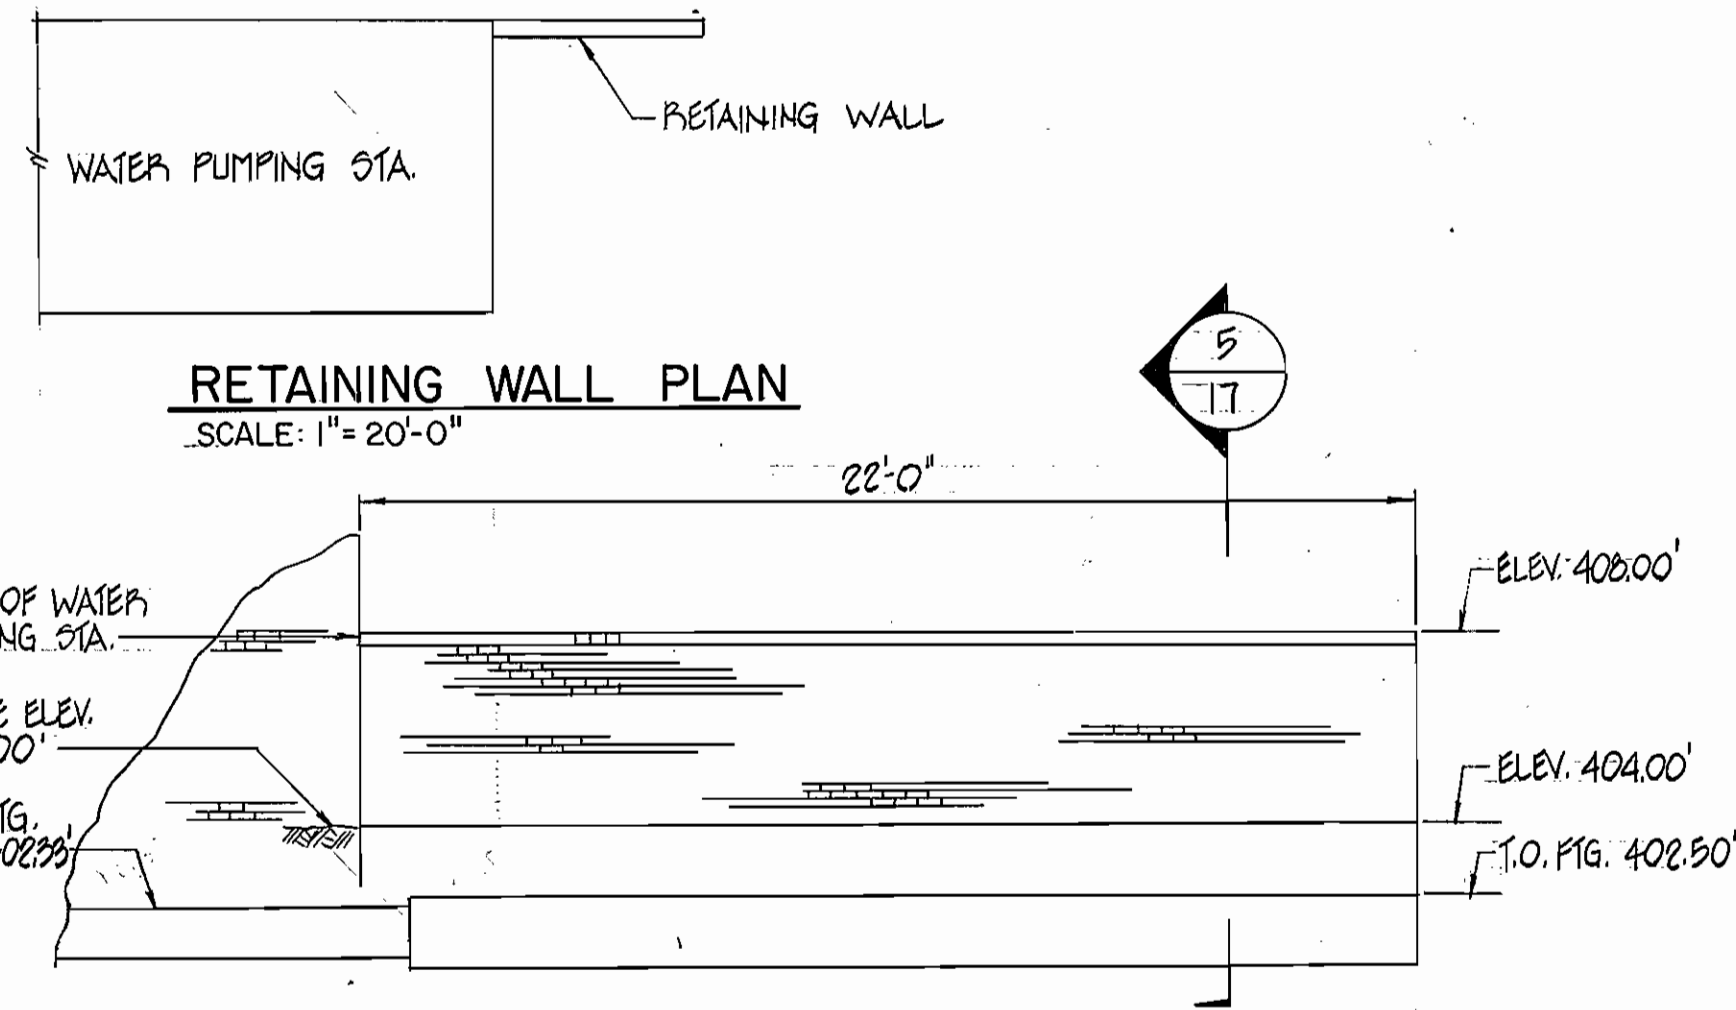 RETAINING WALL
WATER PUMPING STA.
RETAINING WALL PLAN
SCALE: 1"= 20'-0"
5
17
22'-0"
ELEV. 408.00'
OF WATER
STA.
ELEV.
ELEV. 404.00'
T.O. FTG. 402.50'